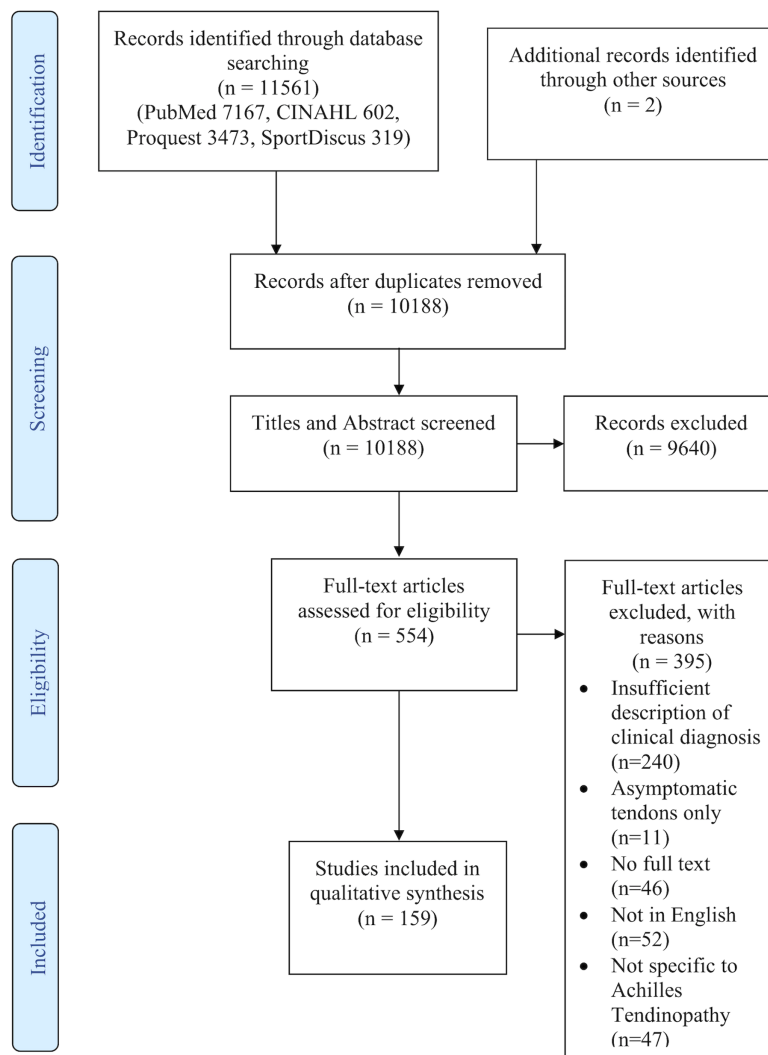 Identification
Records identified through database
searching
(n = 11561)
(PubMed 7167, CINAHL 602,
Proquest 3473, SportDiscus 319)
Additional records identified
through other sources
(n = 2)
Screening
Records after duplicates removed
(n = 10188)
Titles and Abstract screened
(n = 10188)
Records excluded
(n = 9640)
Eligibility
Full-text articles
assessed for eligibility
(n = 554)
Full-text articles
excluded, with
reasons
(n = 395)
• Insufficient
description of
clinical diagnosis
(n=240)
• Asymptomatic
tendons only
(n=11)
• No full text
(n=46)
• Not in English
(n=52)
• Not specific to
Achilles
Tendinopathy
(n=47)
Included
Studies included in
qualitative synthesis
(n = 159)